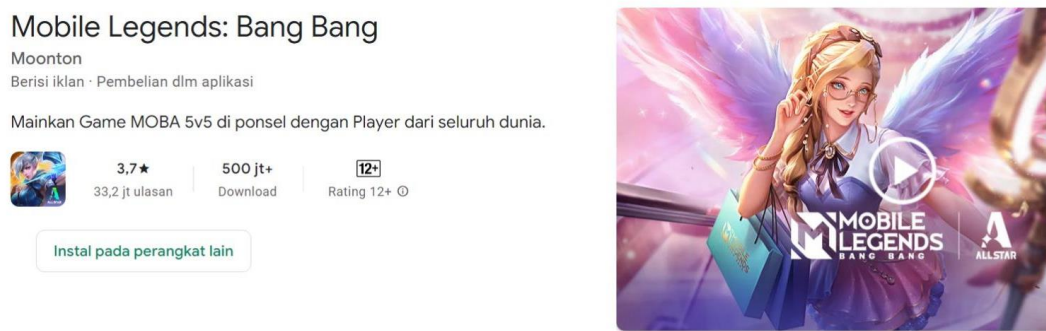 Mobile Legends: Bang Bang
Moonton
Berisi iklan · Pembelian dlm aplikasi
Mainkan Game MOBA 5v5 di ponsel dengan Player dari seluruh dunia.
3,7★ 500 jt+ 12+
33,2 jt ulasan Download Rating 12+
Instal pada perangkat lain
MOBILE
LEGENDS
BANG BANG
ALLSTAR